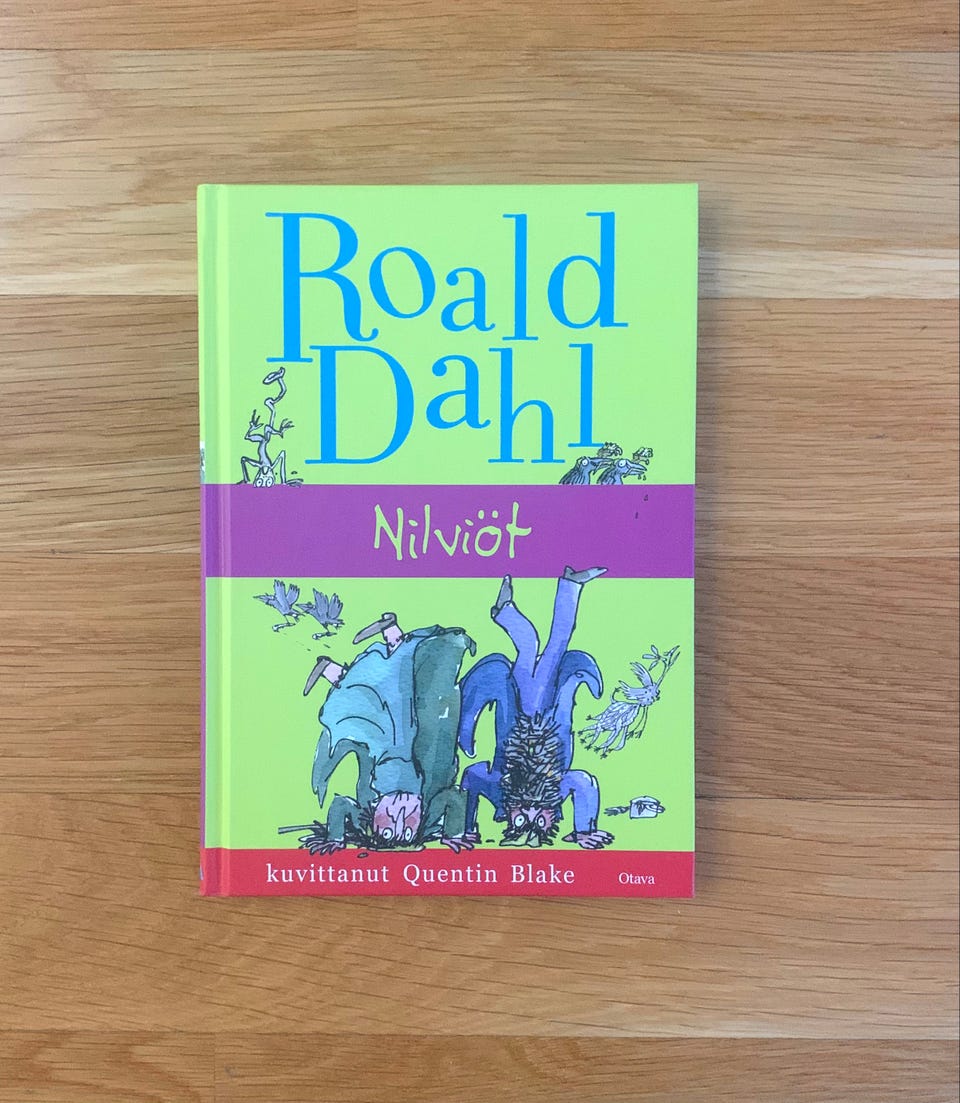 Roald
Dahl
Nilviöt
kuvittanut Quentin Blake
Otava